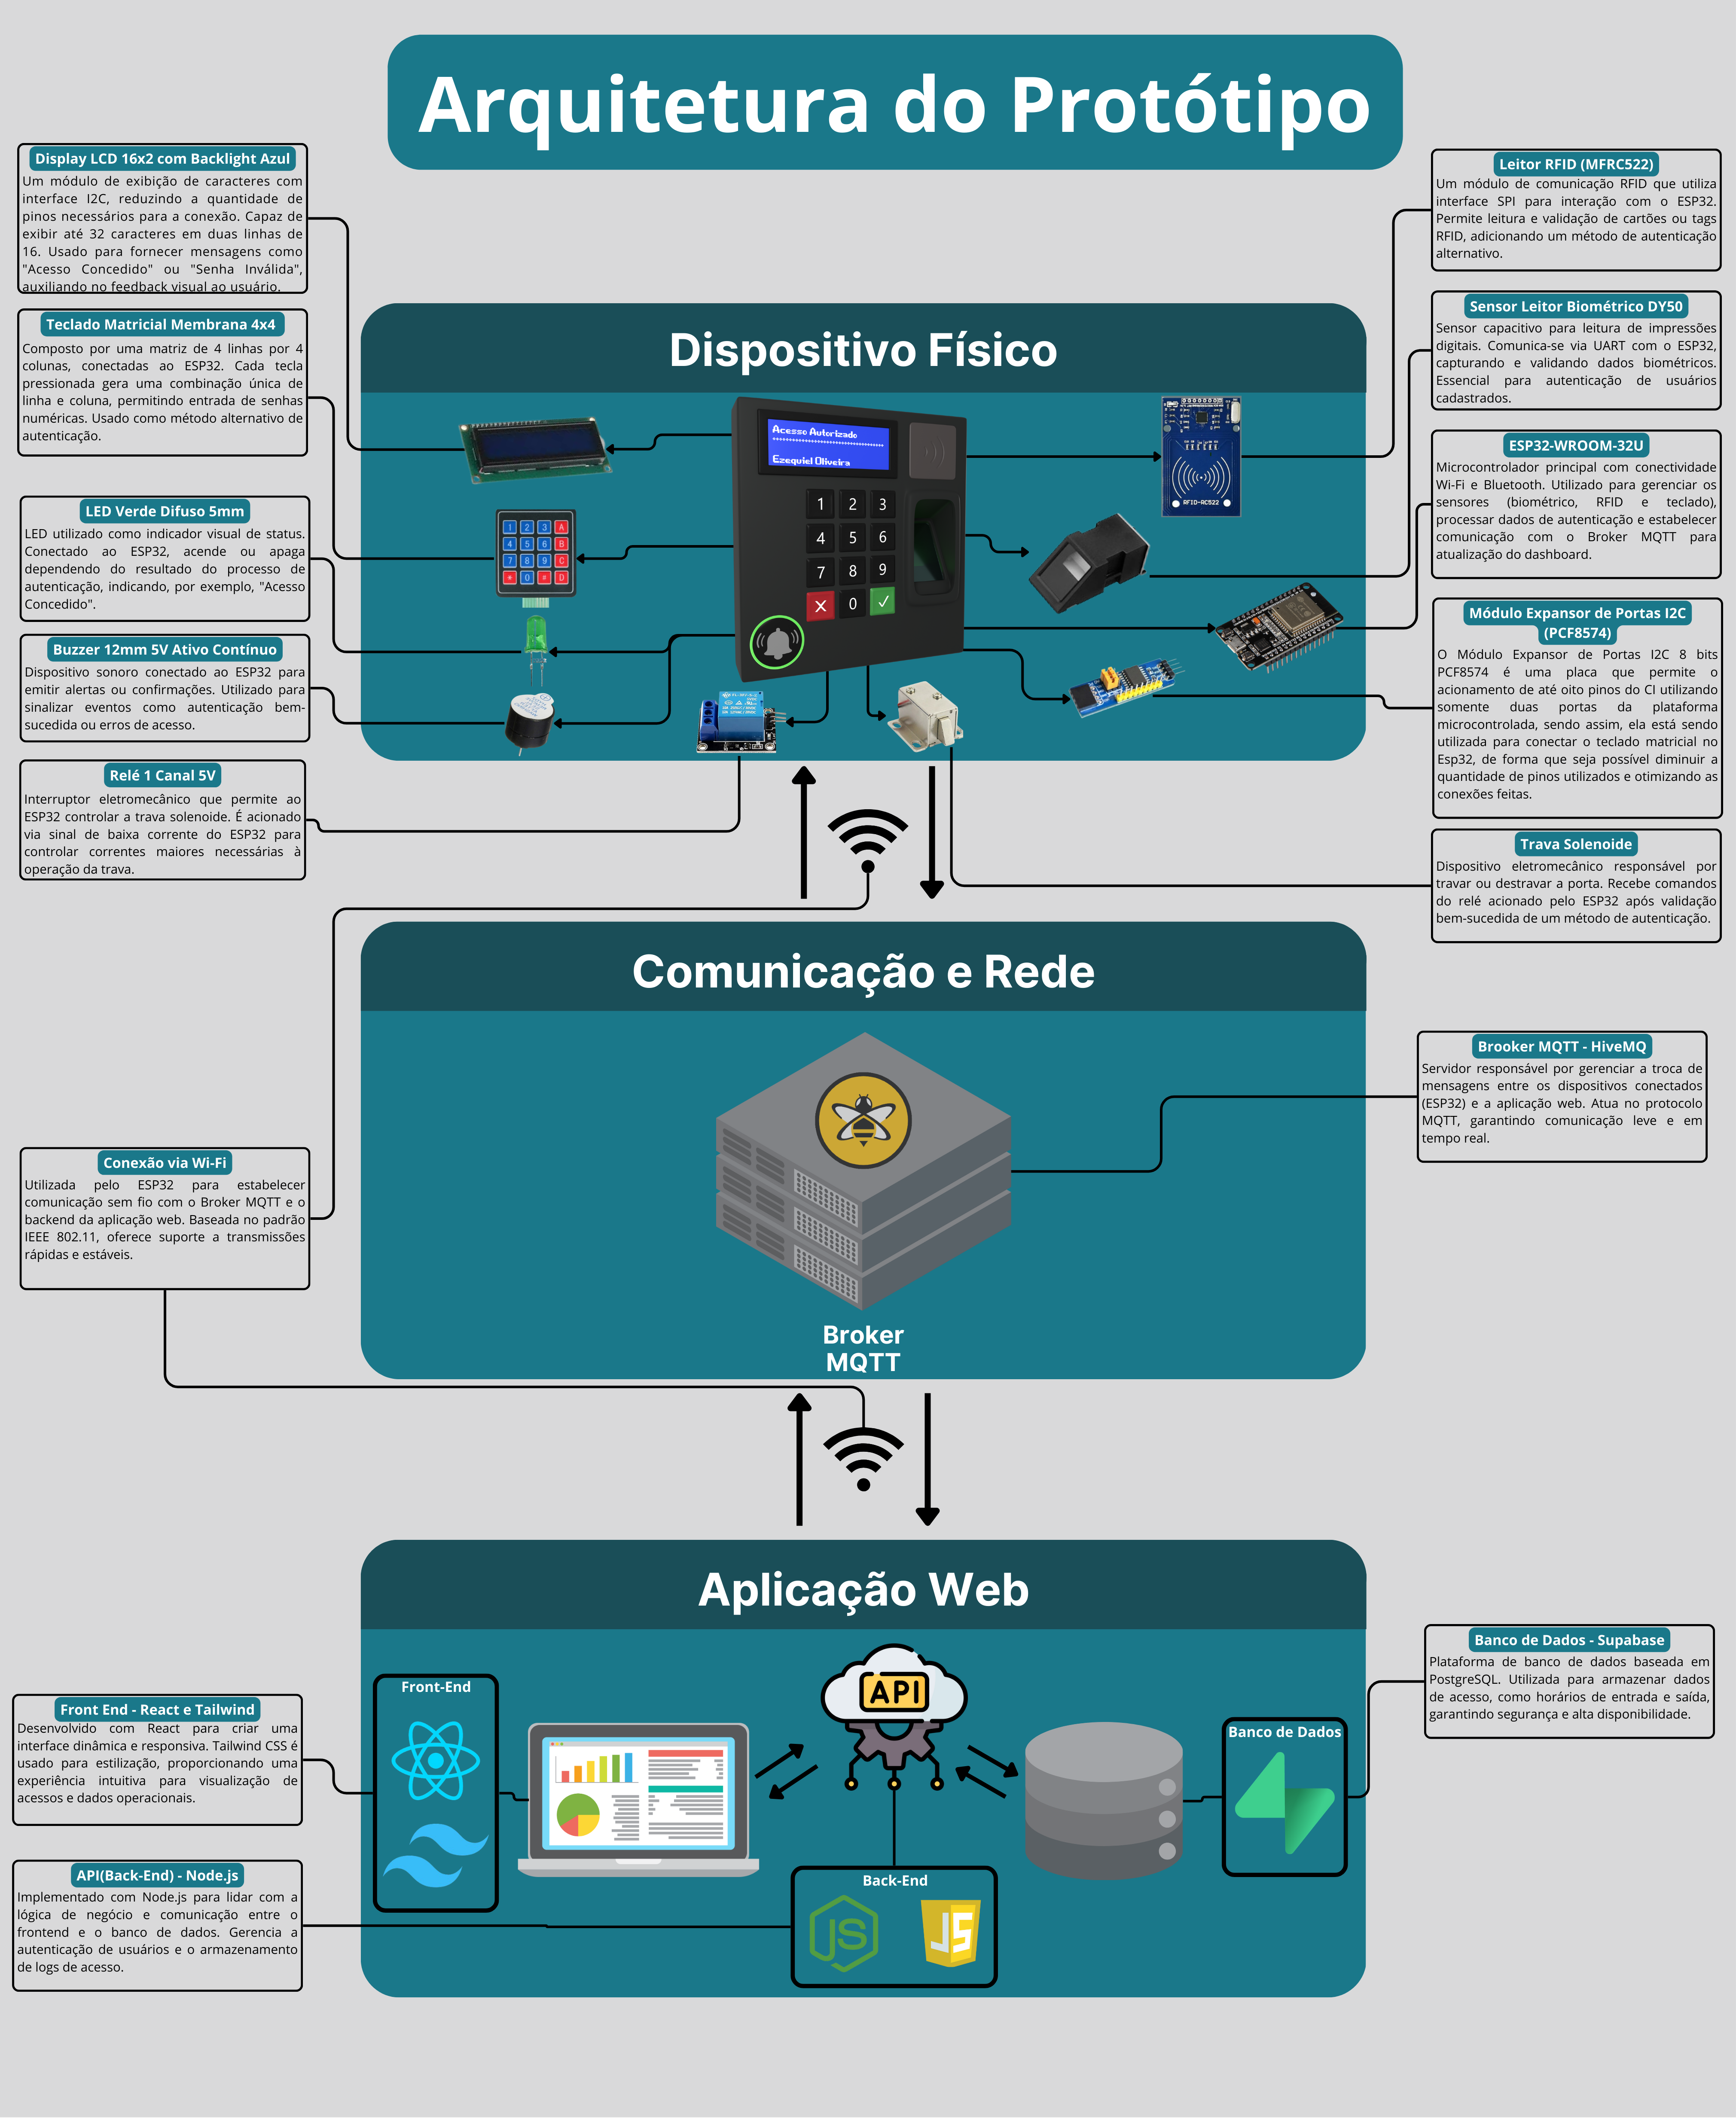 Arquitetura do Protótipo
Display LCD 16x2 com Backlight Azul
Um módulo de exibição de caracteres com
interface I2C, reduzindo a quantidade de
pinos necessários para a conexão. Capaz de
exibir até 32 caracteres em duas linhas de
16. Usado para fornecer mensagens como
"Acesso Concedido" ou "Senha Inválida",
auxiliando no feedback visual ao usuário.
Teclado Matricial Membrana 4x4
Composto por uma matriz de 4 linhas por 4
colunas, conectadas ao ESP32. Cada tecla
pressionada gera uma combinação única de
linha e coluna, permitindo entrada de senhas
numéricas. Usado como método alternativo de
autenticação.
LED Verde Difuso 5mm
LED utilizado como indicador visual de status.
Conectado ao ESP32, acende ou apaga
dependendo do resultado do processo de
autenticação, indicando, por exemplo, "Acesso
Concedido".
Buzzer 12mm 5V Ativo Contínuo
Dispositivo sonoro conectado ao ESP32 para
emitir alertas ou confirmações. Utilizado para
sinalizar eventos como autenticação bem-
sucedida ou erros de acesso.
Relé 1 Canal 5V
Interruptor eletromecânico que permite ao
ESP32 controlar a trava solenoide. É acionado
via sinal de baixa corrente do ESP32 para
controlar correntes maiores necessárias à
operação da trava.
Dispositivo Físico
Acesso Autorizado
Ezequiel Oliveira
1 2 3
4 5 6
7 8 9
X 0 ✓
1 2 3 A
4 5 6 B
7 8 9 C
* 0 # D
RFID-RC522
Leitor RFID (MFRC522)
Um módulo de comunicação RFID que utiliza
interface SPI para interação com o ESP32.
Permite leitura e validação de cartões ou tags
RFID, adicionando um método de autenticação
alternativo.
Sensor Leitor Biométrico DY50
Sensor capacitivo para leitura de impressões
digitais. Comunica-se via UART com o ESP32,
capturando e validando dados biométricos.
Essencial para autenticação de usuários
cadastrados.
ESP32-WROOM-32U
Microcontrolador principal com conectividade
Wi-Fi e Bluetooth. Utilizado para gerenciar os
sensores (biométrico, RFID e teclado),
processar dados de autenticação e estabelecer
comunicação com o Broker MQTT para
atualização do dashboard.
Módulo Expansor de Portas I2C
(PCF8574)
O Módulo Expansor de Portas I2C 8 bits
PCF8574 é uma placa que permite o
acionamento de até oito pinos do CI utilizando
somente duas portas da plataforma
microcontrolada, sendo assim, ela está sendo
utilizada para conectar o teclado matricial no
Esp32, de forma que seja possível diminuir a
quantidade de pinos utilizados e otimizando as
conexões feitas.
Trava Solenoide
Dispositivo eletromecânico responsável por
travar ou destravar a porta. Recebe comandos
do relé acionado pelo ESP32 após validação
bem-sucedida de um método de autenticação.
Comunicação e Rede
Broker
MQTT
Brooker MQTT - HiveMQ
Servidor responsável por gerenciar a troca de
mensagens entre os dispositivos conectados
(ESP32) e a aplicação web. Atua no protocolo
MQTT, garantindo comunicação leve e em
tempo real.
Conexão via Wi-Fi
Utilizada pelo ESP32 para estabelecer
comunicação sem fio com o Broker MQTT e o
backend da aplicação web. Baseada no padrão
IEEE 802.11, oferece suporte a transmissões
rápidas e estáveis.
Aplicação Web
Front-End
API
Banco de Dados
Back-End
JS
JS
Banco de Dados - Supabase
Plataforma de banco de dados baseada em
PostgreSQL. Utilizada para armazenar dados
de acesso, como horários de entrada e saída,
garantindo segurança e alta disponibilidade.
Front End - React e Tailwind
Desenvolvido com React para criar uma
interface dinâmica e responsiva. Tailwind CSS é
usado para estilização, proporcionando uma
experiência intuitiva para visualização de
acessos e dados operacionais.
API(Back-End) - Node.js
Implementado com Node.js para lidar com a
lógica de negócio e comunicação entre o
frontend e o banco de dados. Gerencia a
autenticação de usuários e o armazenamento
de logs de acesso.